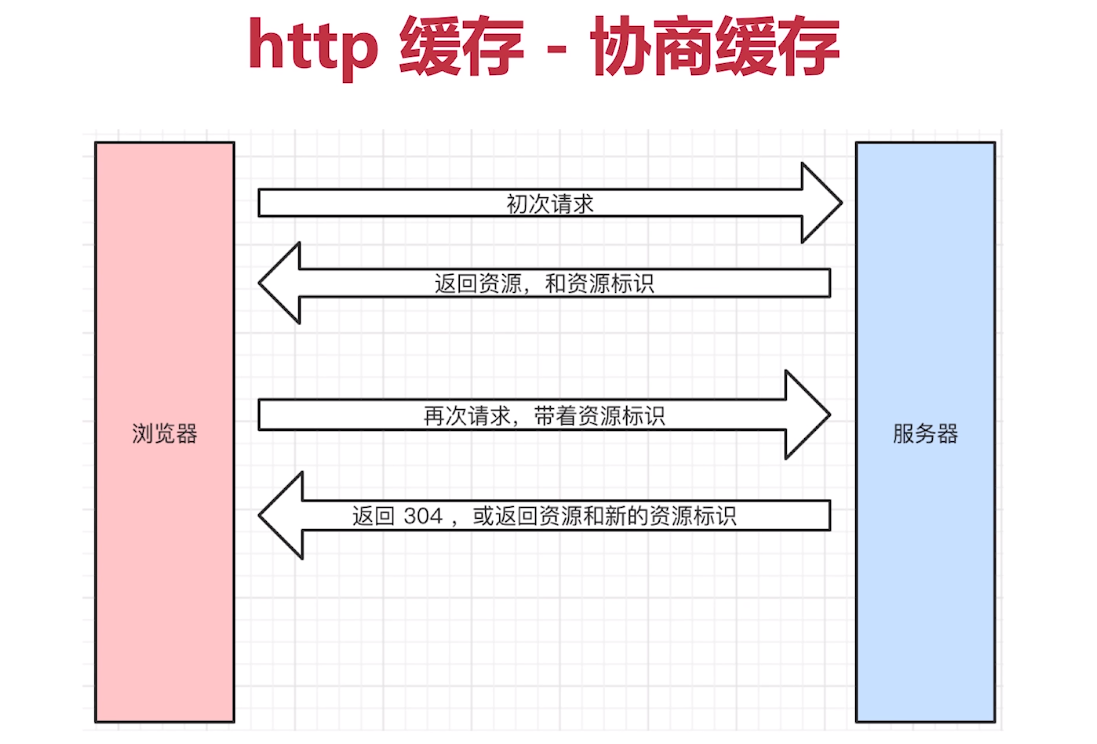 http 缓存 - 协商缓存
初次请求
返回资源，和资源标识
再次请求，带着资源标识
浏览器
服务器
返回 304 ，或返回资源和新的资源标识